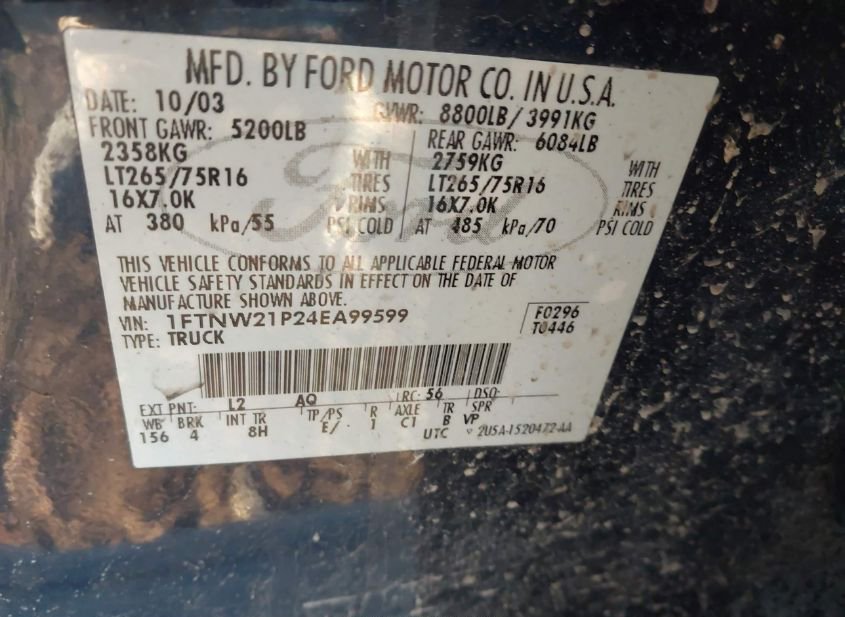 MFD. BY FORD MOTOR CO. IN U.S.A.
DATE: 10/03 GVWR: 8800LB/3991KG
FRONT GAWR: 5200LB REAR GAWR: 6084LB
2358KG WITH 2759KG WITH
LT265/75R16 TIRES LT265/75R16 TIRES
16X7.0K RIMS 16X7.0K RIMS
AT 380 kPa/55 PSI COLD AT 485 kPa/70 PSI COLD
Ford
THIS VEHICLE CONFORMS TO ALL APPLICABLE FEDERAL MOTOR
VEHICLE SAFETY STANDARDS IN EFFECT ON THE DATE OF
MANUFACTURE SHOWN ABOVE.
VIN: 1FTNW21P24EA99599 F0296
TYPE: TRUCK T0446
EXT PNT: L2 AQ RC: 56 DSO:
WB BRK INT TR TP/PS R AXLE TR SPR
156 4 8H E/ 1 C1 B VP
UTC 2U5A-1520472-AA